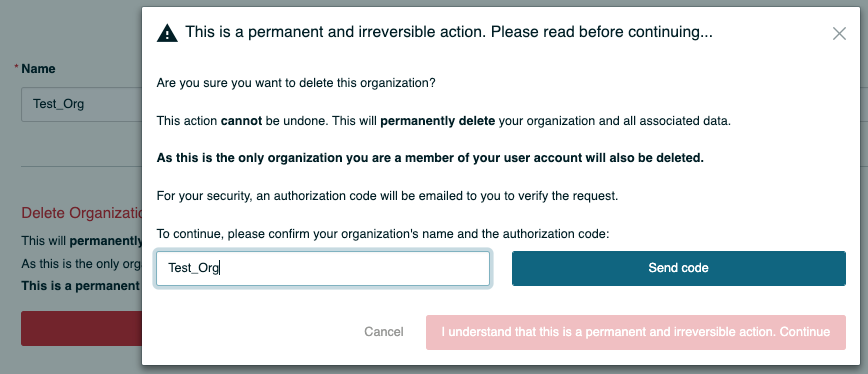 This is a permanent and irreversible action. Please read before continuing...
* Name
Are you sure you want to delete this organization?
Test_Org
This action cannot be undone. This will permanently delete your organization and all associated data.
As this is the only organization you are a member of your user account will also be deleted.
For your security, an authorization code will be emailed to you to verify the request.
Delete Organizatio
To continue, please confirm your organization's name and the authorization code:
This will permanently
As this is the only org
This is a permanent
Test_Org
Send code
Cancel
I understand that this is a permanent and irreversible action. Continue